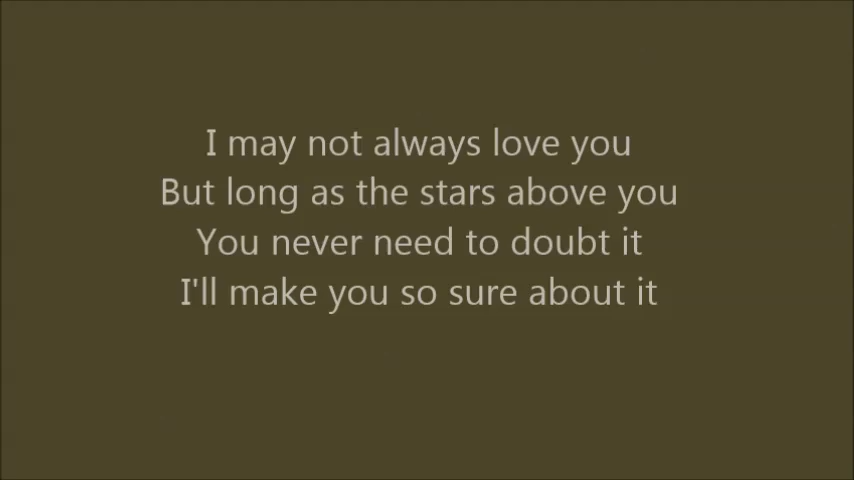 I may not always love you
But long as the stars above you
You never need to doubt it
I'll make you so sure about it